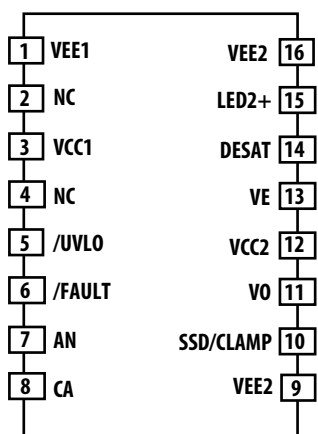 1 VEE1
2 NC
3 VCC1
4 NC
5 /UVLO
6 /FAULT
7 AN
8 CA
VEE2 16
LED2+ 15
DESAT 14
VE 13
VCC2 12
VO 11
SSD/CLAMP 10
VEE2 9